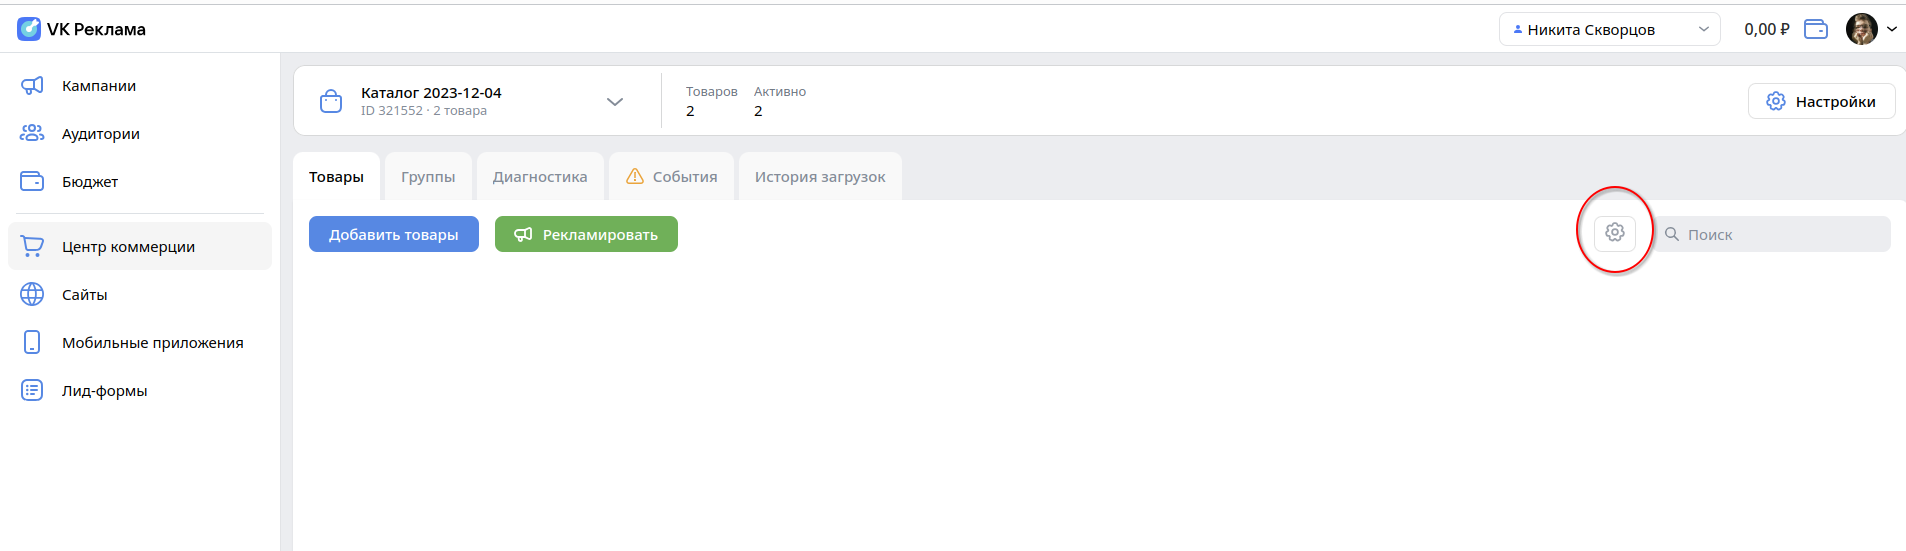 VK Реклама
Никита Скворцов
0,00 ₽
Кампании
Аудитории
Бюджет
Центр коммерции
Сайты
Мобильные приложения
Лид-формы
Каталог 2023-12-04
ID 321552 · 2 товара
Товаров
2
Активно
2
Настройки
Товары
Группы
Диагностика
События
История загрузок
Добавить товары
Рекламировать
Поиск